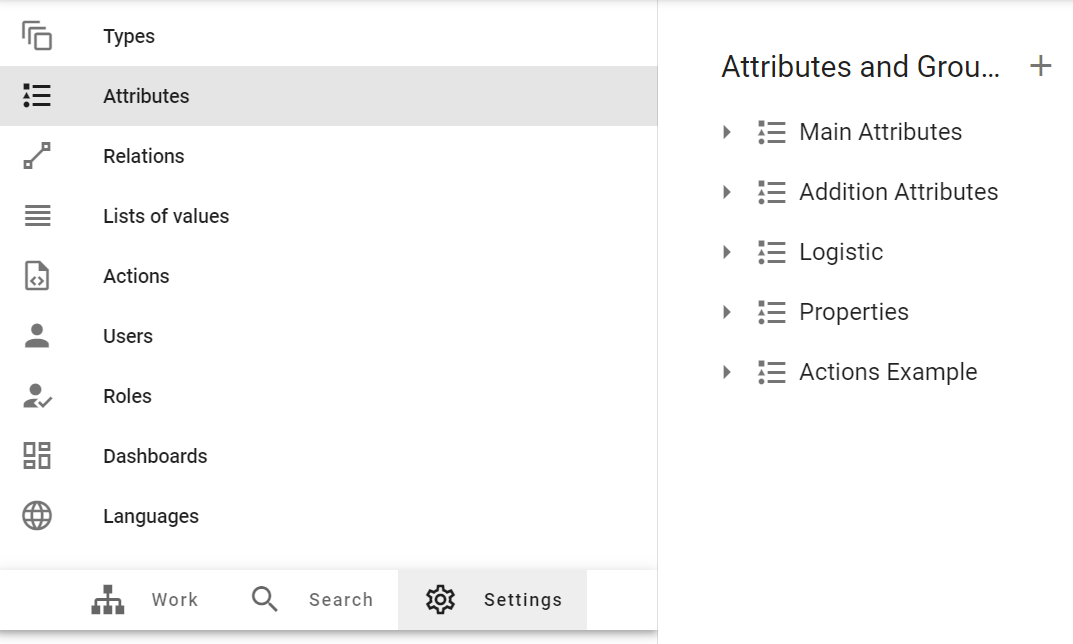 Types
Attributes
Relations
Lists of values
Actions
Users
Roles
Dashboards
Languages
Work
Search
Settings
Attributes and Grou...
Main Attributes
Addition Attributes
Logistic
Properties
Actions Example